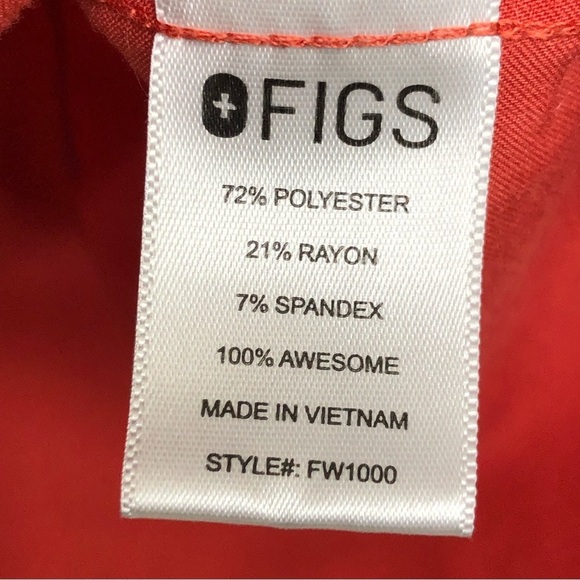 FIGS
72% POLYESTER
21% RAYON
7% SPANDEX
100% AWESOME
MADE IN VIETNAM
STYLE#: FW1000